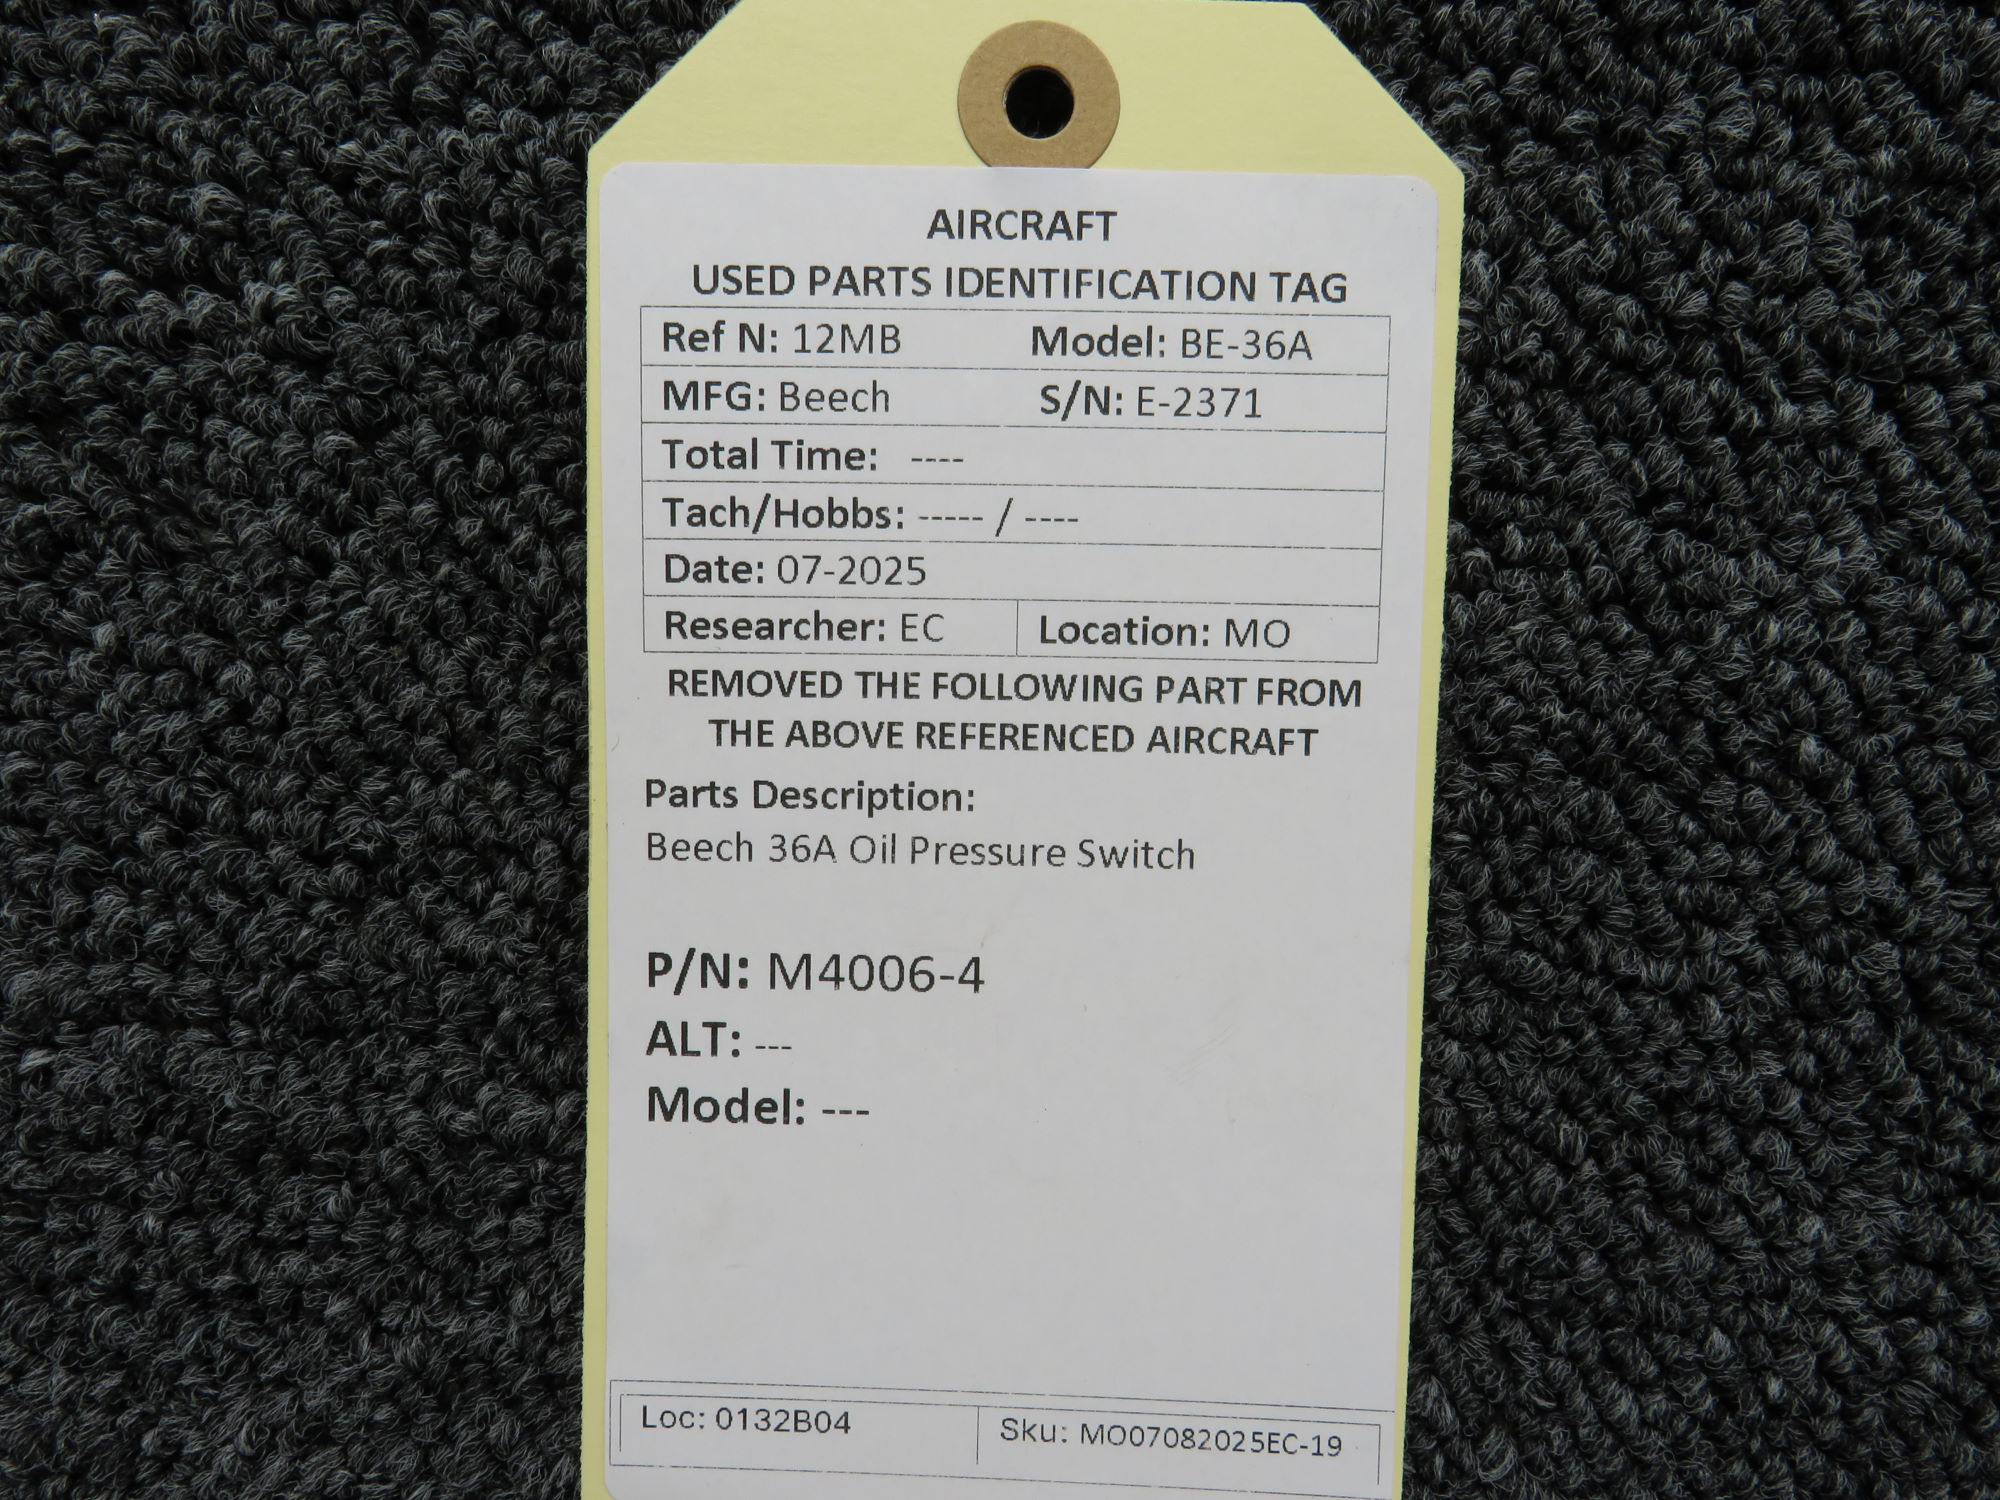 AIRCRAFT
USED PARTS IDENTIFICATION TAG
Ref N: 12MB Model: BE-36A
MFG: Beech S/N: E-2371
Total Time: ----
Tach/Hobbs: ----- / ----
Date: 07-2025
Researcher: EC Location: MO
REMOVED THE FOLLOWING PART FROM
THE ABOVE REFERENCED AIRCRAFT
Parts Description:
Beech 36A Oil Pressure Switch
P/N: M4006-4
ALT: ---
Model: ---
Loc: 0132B04 Sku: MO07082025EC-19